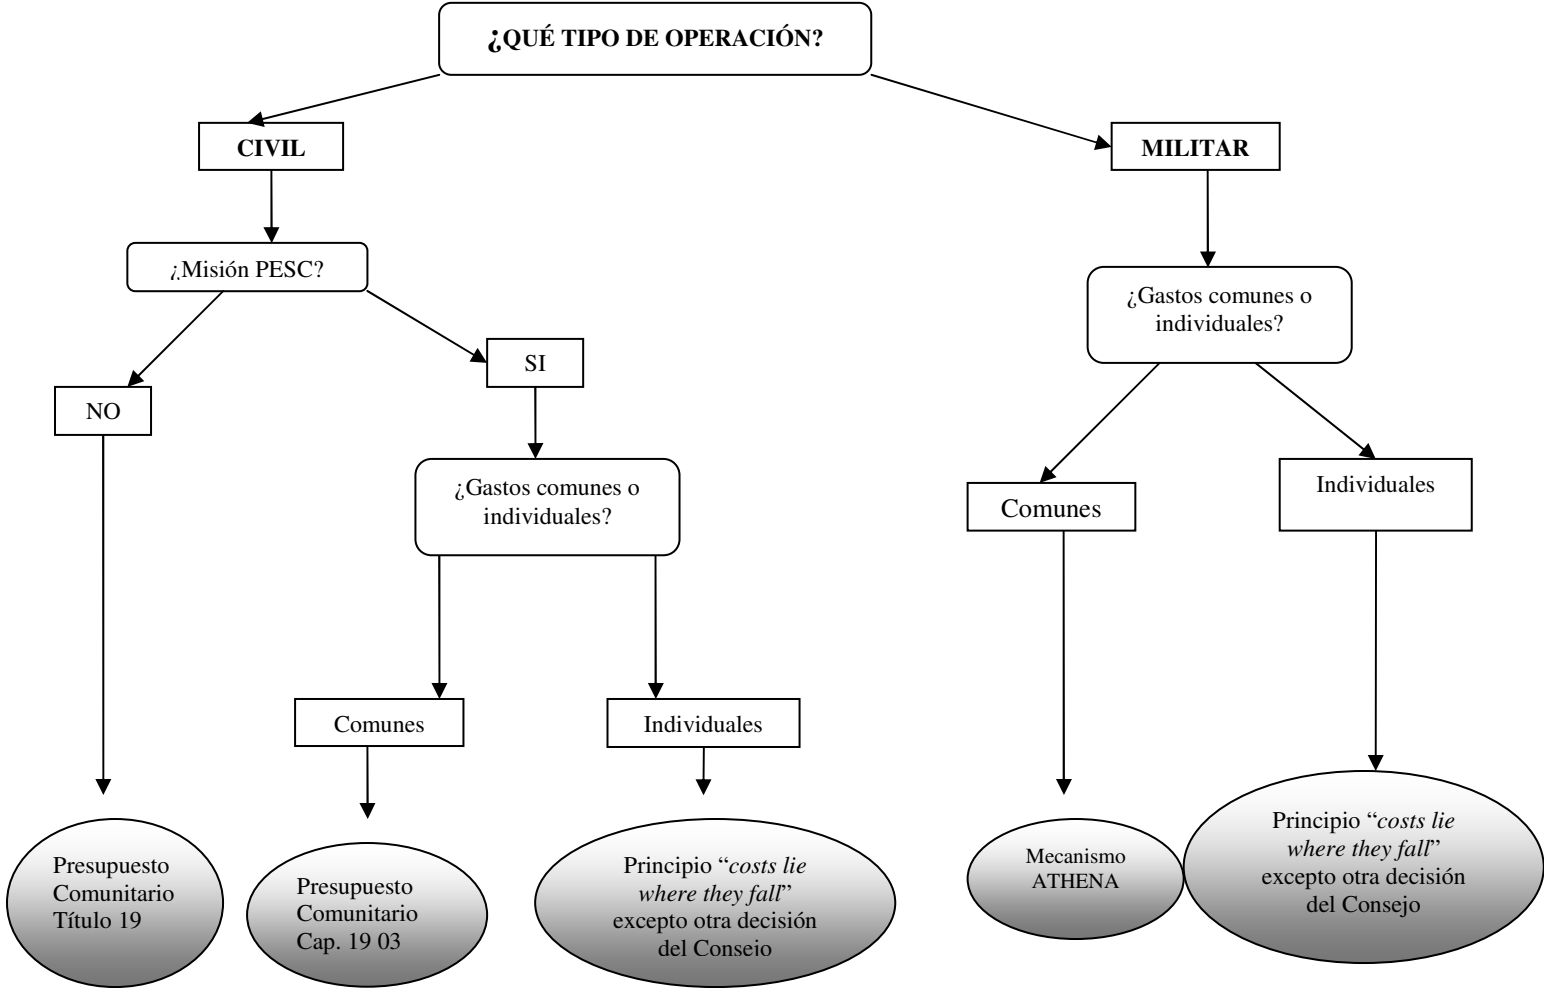 ¿QUÉ TIPO DE OPERACIÓN?
CIVIL
MILITAR
¿Misión PESC?
¿Gastos comunes o
individuales?
SI
NO
¿Gastos comunes o
individuales?
Comunes
Individuales
Comunes
Individuales
Presupuesto
Comunitario
Título 19
Presupuesto
Comunitario
Cap. 19 03
Principio “costs lie
where they fall”
excepto otra decisión
del Consejo
Mecanismo
ATHENA
Principio “costs lie
where they fall”
excepto otra decisión
del Consejo